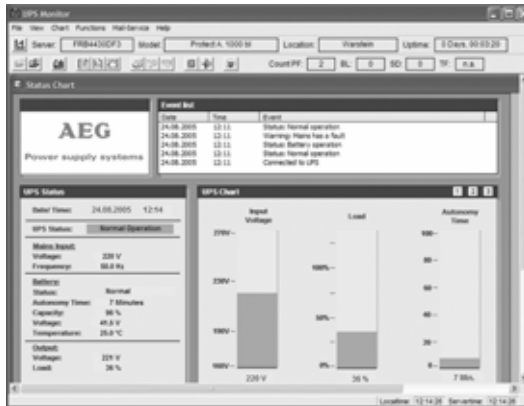 UPS Monitor
File View Chart Functions Mail-Service Help
Server: FRB4430DF3 Model: Protect A. 1000 bl Location: Warstein Uptime: 0 Days, 00:03:20
Count PF: 2 BL: 0 SD: 0 TF: n.a.
Status Chart
AEG
Power supply systems
Event list
Date Time Event
24.08.2005 12:11 Status: Normal operation
24.08.2005 12:11 Warning: Mains has a fault
24.08.2005 12:11 Status: Battery operation
24.08.2005 12:11 Status: Normal operation
24.08.2005 12:11 Connected to UPS
UPS Status
Date/ Time: 24.08.2005 12:14
UPS Status: Normal Operation
Mains Input:
Voltage: 220 V
Frequency: 50.0 Hz
Battery:
Status: Normal
Autonomy Time: 7 Minutes
Capacity: 96 %
Voltage: 41.5 V
Temperature: 25.0 °C
Output:
Voltage: 221 V
Load: 36 %
UPS Chart 1 2 3
Input Voltage
270V
230V
190V
160V
220 V
Load
100%
50%
0%
36 %
Autonomy Time
100
80
60
40
20
0
7 Min.
Localtime: 12:14:26 Servertime: 12:14:26